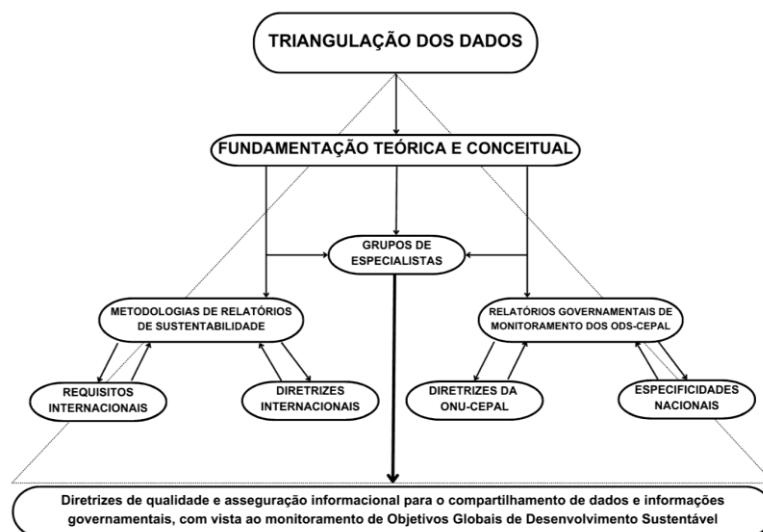 TRIANGULAÇÃO DOS DADOS
FUNDAMENTAÇÃO TEÓRICA E CONCEITUAL
GRUPOS DE
ESPECIALISTAS
METODOLOGIAS DE RELATÓRIOS
DE SUSTENTABILIDADE
RELATÓRIOS GOVERNAMENTAIS DE
MONITORAMENTO DOS ODS-CEPAL
REQUISITOS
INTERNACIONAIS
DIRETRIZES
INTERNACIONAIS
DIRETRIZES DA
ONU-CEPAL
ESPECIFICIDADES
NACIONAIS
Diretrizes de qualidade e asseguração informacional para o compartilhamento de dados e informações
governamentais, com vista ao monitoramento de Objetivos Globais de Desenvolvimento Sustentável